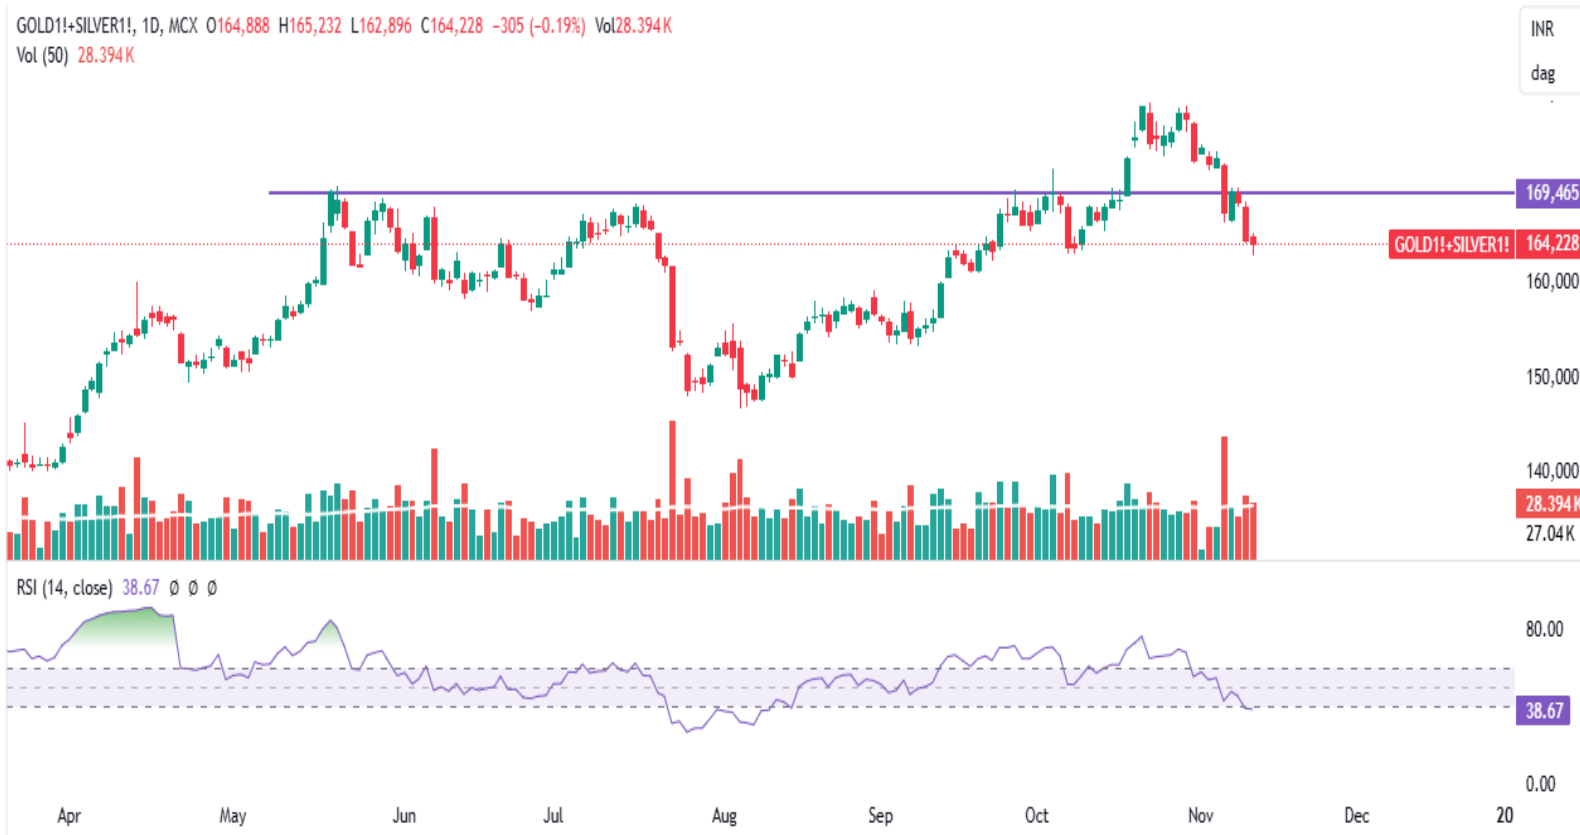 GOLD1!+SILVER1!, 1D, MCX O164,888 H165,232 L162,896 C164,228 −305 (−0.19%) Vol28.394K
Vol (50) 28.394K
INR
dag
169,465
GOLD1!+SILVER1! 164,228
160,000
150,000
140,000
28.394K
27.04K
RSI (14, close) 38.67 Ø Ø Ø
80.00
38.67
0.00
Apr May Jun Jul Aug Sep Oct Nov Dec 20